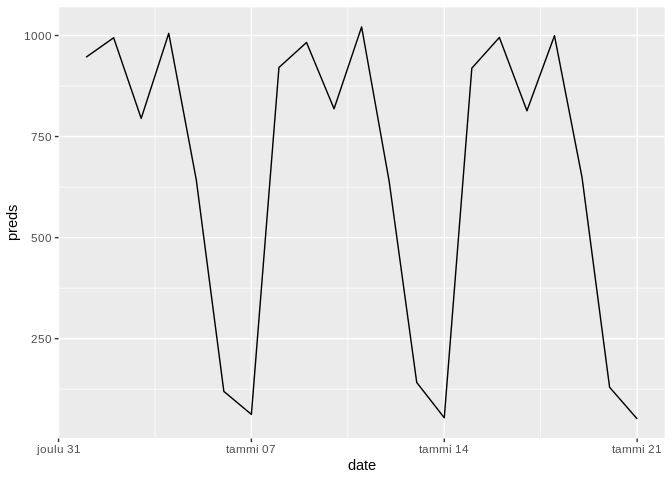 1000
750
500
250
preds
joulu 31
tammi 07
tammi 14
tammi 21
date